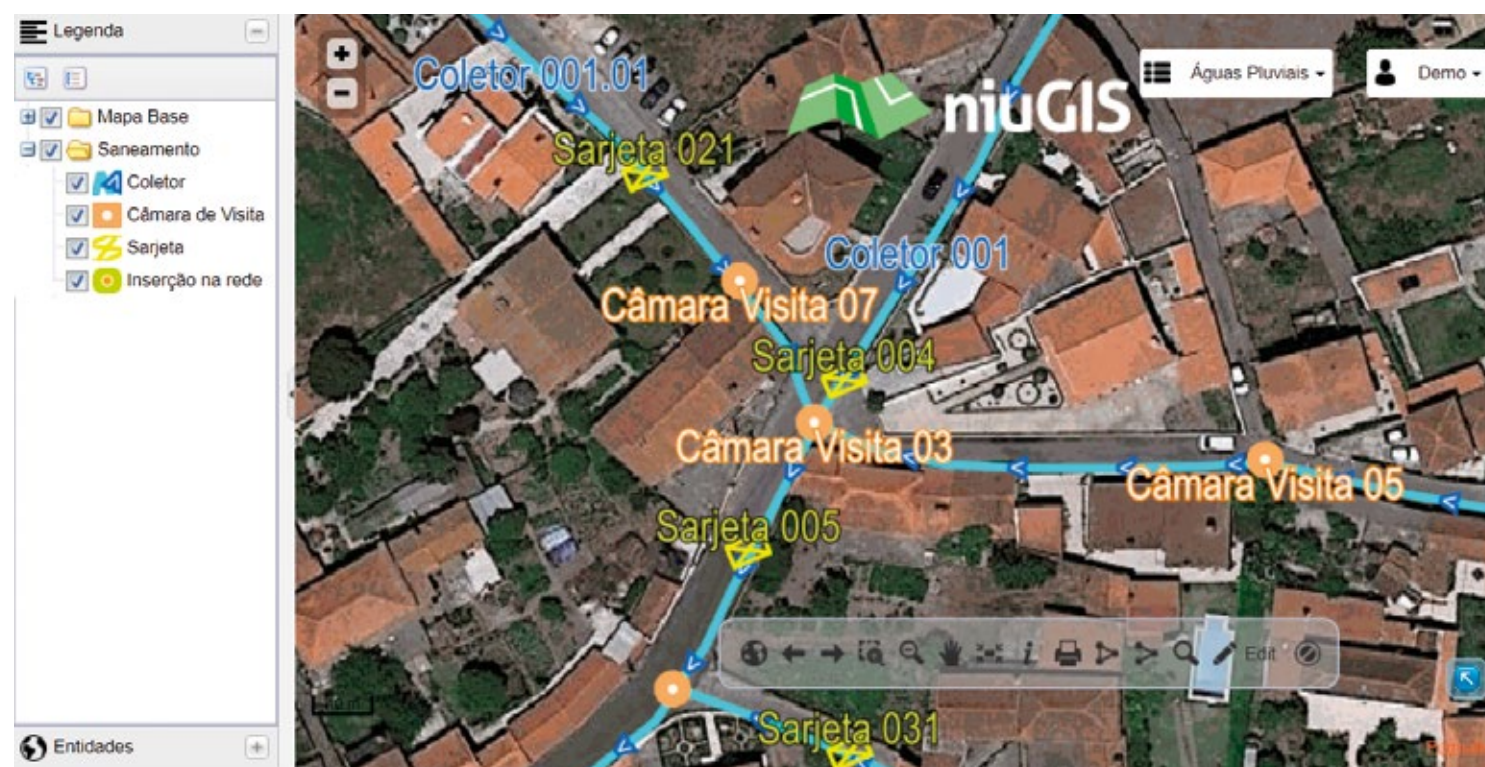 Legenda
Mapa Base
Saneamento
Coletor
Câmara de Visita
Sarjeta
Inserção na rede
Entidades
Coletor 001.01
niuGIS
Águas Pluviais
Demo
Sarjeta 021
Coletor 001
Câmara Visita 07
Sarjeta 004
Câmara Visita 03
Câmara Visita 05
Sarjeta 005
Edit
Sarjeta 031